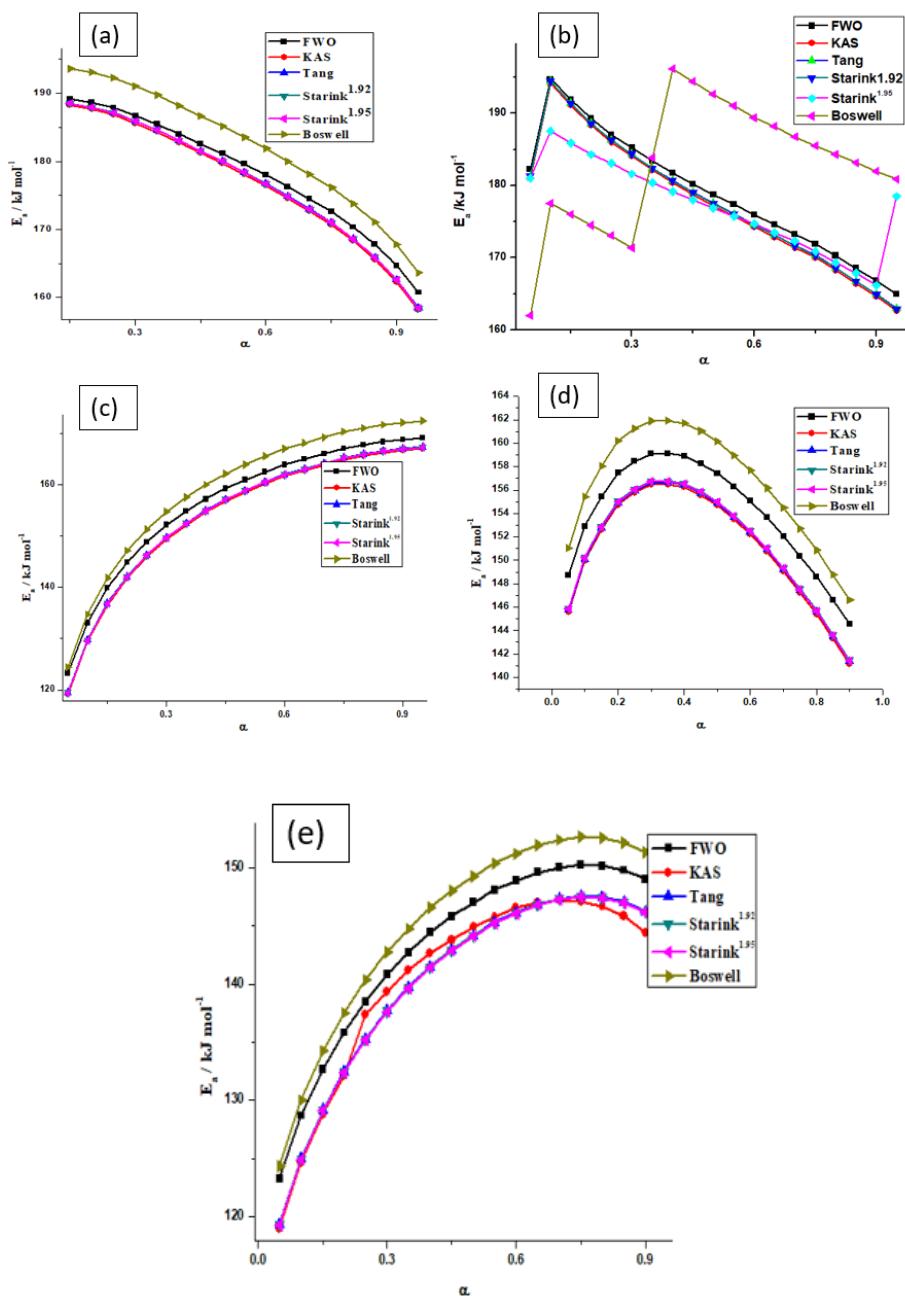 (a)
FWO
KAS
Tang
Starink1.92
Starink1.95
Boswell
190
180
170
160
Ea / kJ mol-1
0.3
0.6
0.9
α
(b)
FWO
KAS
Tang
Starink1.92
Starink1.95
Boswell
190
180
170
160
Ea /kJ mol-1
0.3
0.6
0.9
α
(c)
FWO
KAS
Tang
Starink1.92
Starink1.95
Boswell
160
140
120
Ea / kJ mol-1
0.3
0.6
0.9
α
(d)
FWO
KAS
Tang
Starink1.92
Starink1.95
Boswell
164
162
160
158
156
154
152
150
148
146
144
142
140
Ea / kJ mol-1
0.0
0.2
0.4
0.6
0.8
1.0
α
(e)
FWO
KAS
Tang
Starink1.92
Starink1.95
Boswell
150
140
130
120
Ea / kJ mol-1
0.0
0.3
0.6
0.9
α